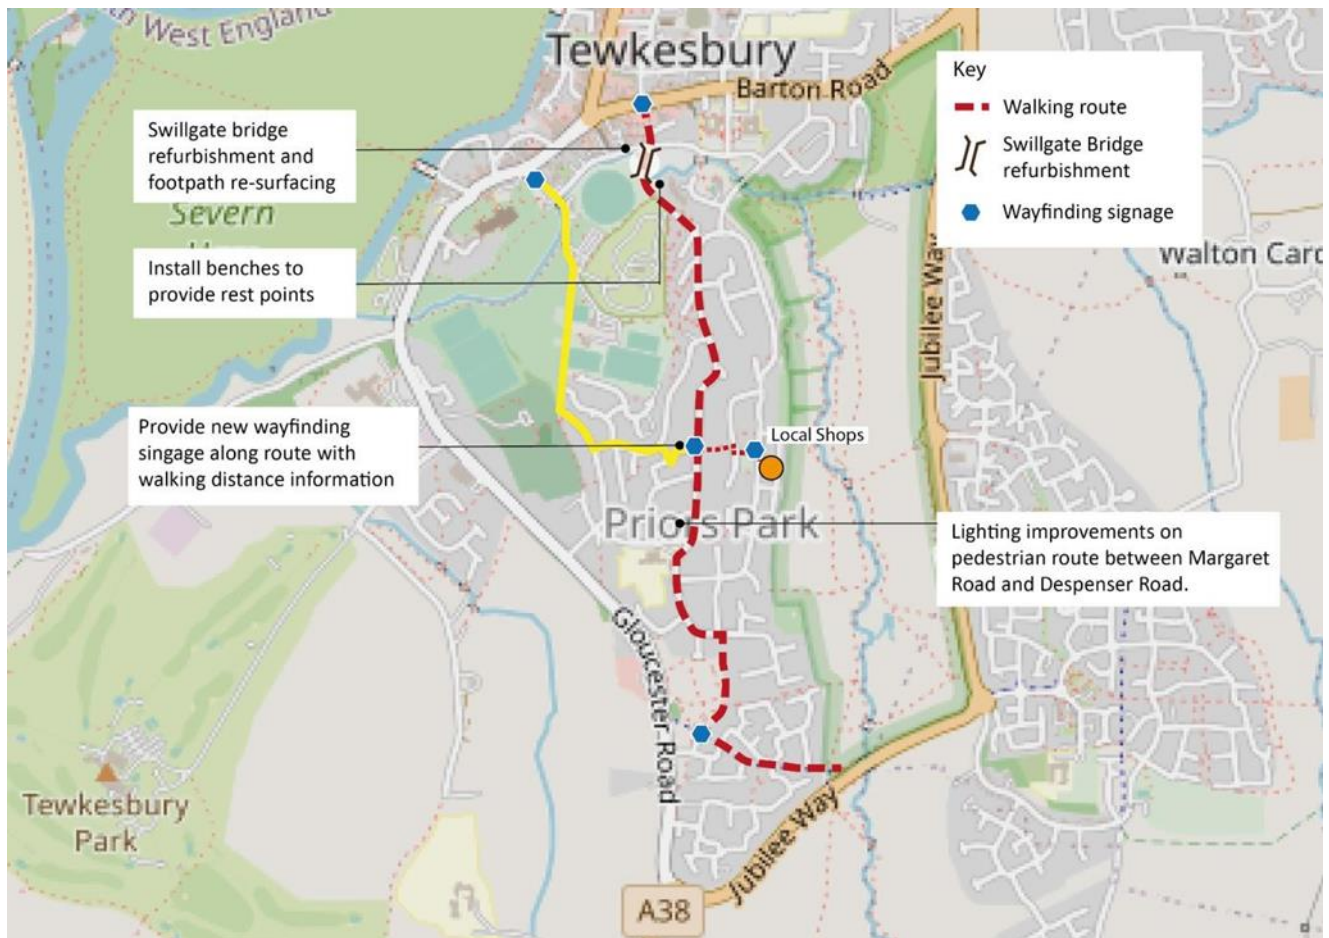 West England
Tewkesbury
Barton Road
Key
Walking route
Swillgate Bridge
refurbishment
Wayfinding signage
Swillgate bridge
refurbishment and
footpath re-surfacing
Severn
Install benches to
provide rest points
Jubilee Way
Walton Card
Provide new wayfinding
singage along route with
walking distance information
Local Shops
Priors Park
Lighting improvements on
pedestrian route between Margaret
Road and Despenser Road.
Gloucester Road
Tewkesbury
Park
Jubilee Way
A38